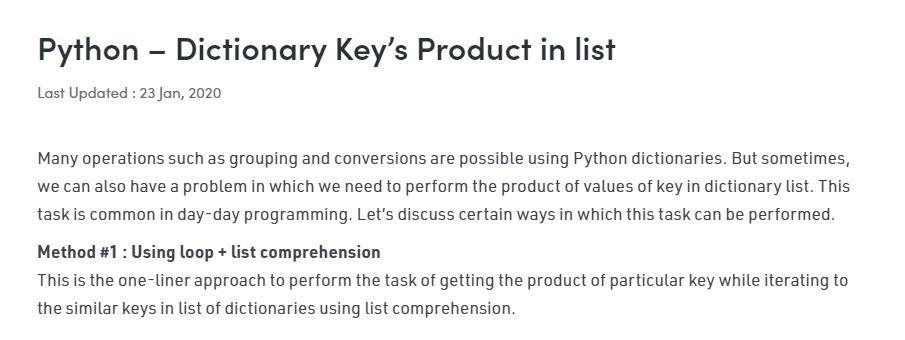 Python – Dictionary Key’s Product in list
Last Updated : 23 Jan, 2020
Many operations such as grouping and conversions are possible using Python dictionaries. But sometimes,
we can also have a problem in which we need to perform the product of values of key in dictionary list. This
task is common in day-day programming. Let’s discuss certain ways in which this task can be performed.
Method #1 : Using loop + list comprehension
This is the one-liner approach to perform the task of getting the product of particular key while iterating to
the similar keys in list of dictionaries using list comprehension.